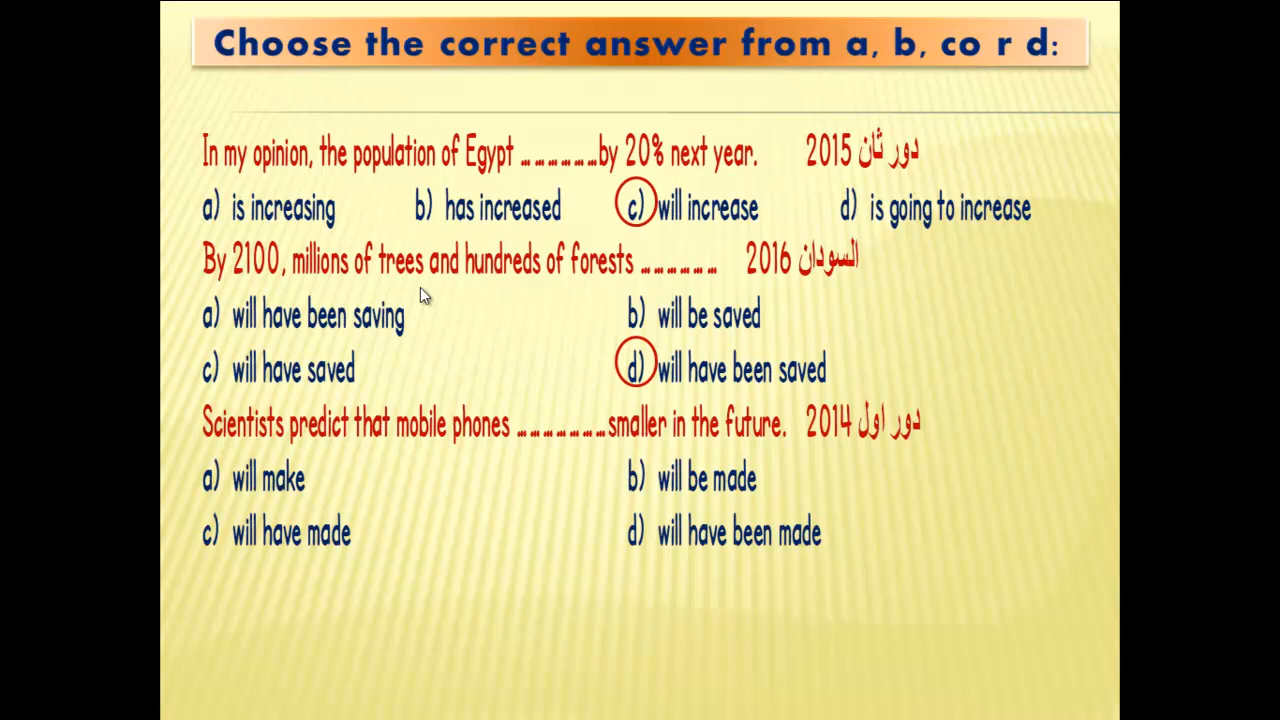 Choose the correct answer from a, b, co r d:
In my opinion, the population of Egypt ……………… by 20% next year. دور ثان 2015
a) is increasing b) has increased c) will increase d) is going to increase
By 2100, millions of trees and hundreds of forests ……………… السودان 2016
a) will have been saving b) will be saved
c) will have saved d) will have been saved
Scientists predict that mobile phones ………………… smaller in the future. دور اول 2014
a) will make b) will be made
c) will have made d) will have been made